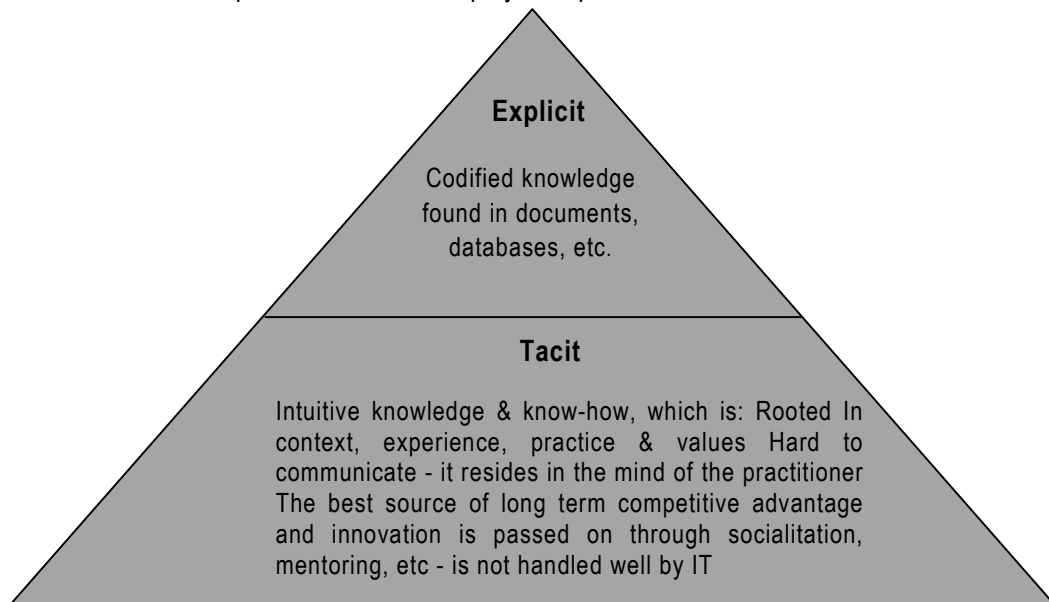 Explicit
Codified knowledge
found in documents,
databases, etc.
Tacit
Intuitive knowledge & know-how, which is: Rooted In
context, experience, practice & values Hard to
communicate - it resides in the mind of the practitioner
The best source of long term competitive advantage
and innovation is passed on through socialitation,
mentoring, etc - is not handled well by IT